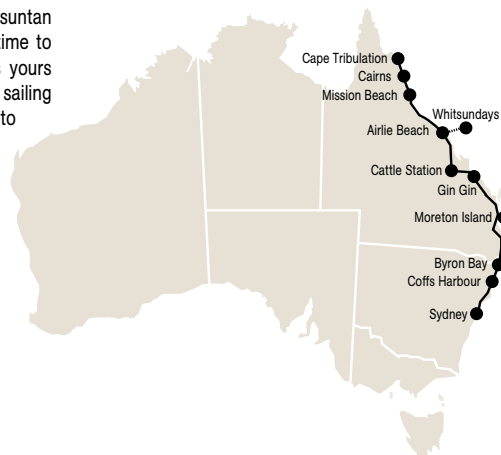 suntan
time to
s yours
sailing
to
Cape Tribulation
Cairns
Mission Beach
Whitsundays
Airlie Beach
Cattle Station
Gin Gin
Moreton Island
Byron Bay
Coffs Harbour
Sydney